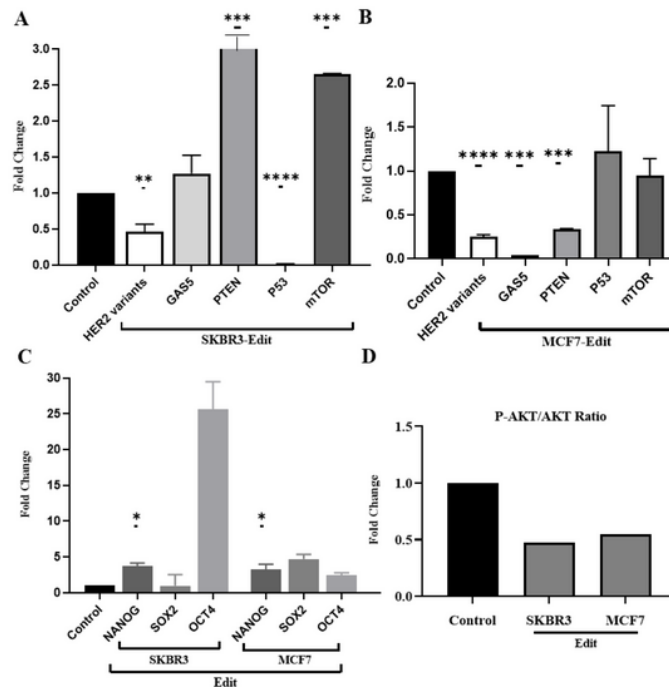 A
Fold Change
3.0
2.5
2.0
1.5
1.0
0.5
0.0
**
***
****
***
Control
HER2 variants
GAS5
PTEN
P53
mTOR
SKBR3-Edit
B
Fold Change
2.0
1.5
1.0
0.5
0.0
****
***
***
Control
HER2 variants
GAS5
PTEN
P53
mTOR
MCF7-Edit
C
Fold Change
30
25
20
15
10
5
0
*
*
Control
NANOG
SOX2
OCT4
NANOG
SOX2
OCT4
SKBR3
MCF7
Edit
D
P-AKT/AKT Ratio
Fold Change
1.5
1.0
0.5
0.0
Control
SKBR3
MCF7
Edit